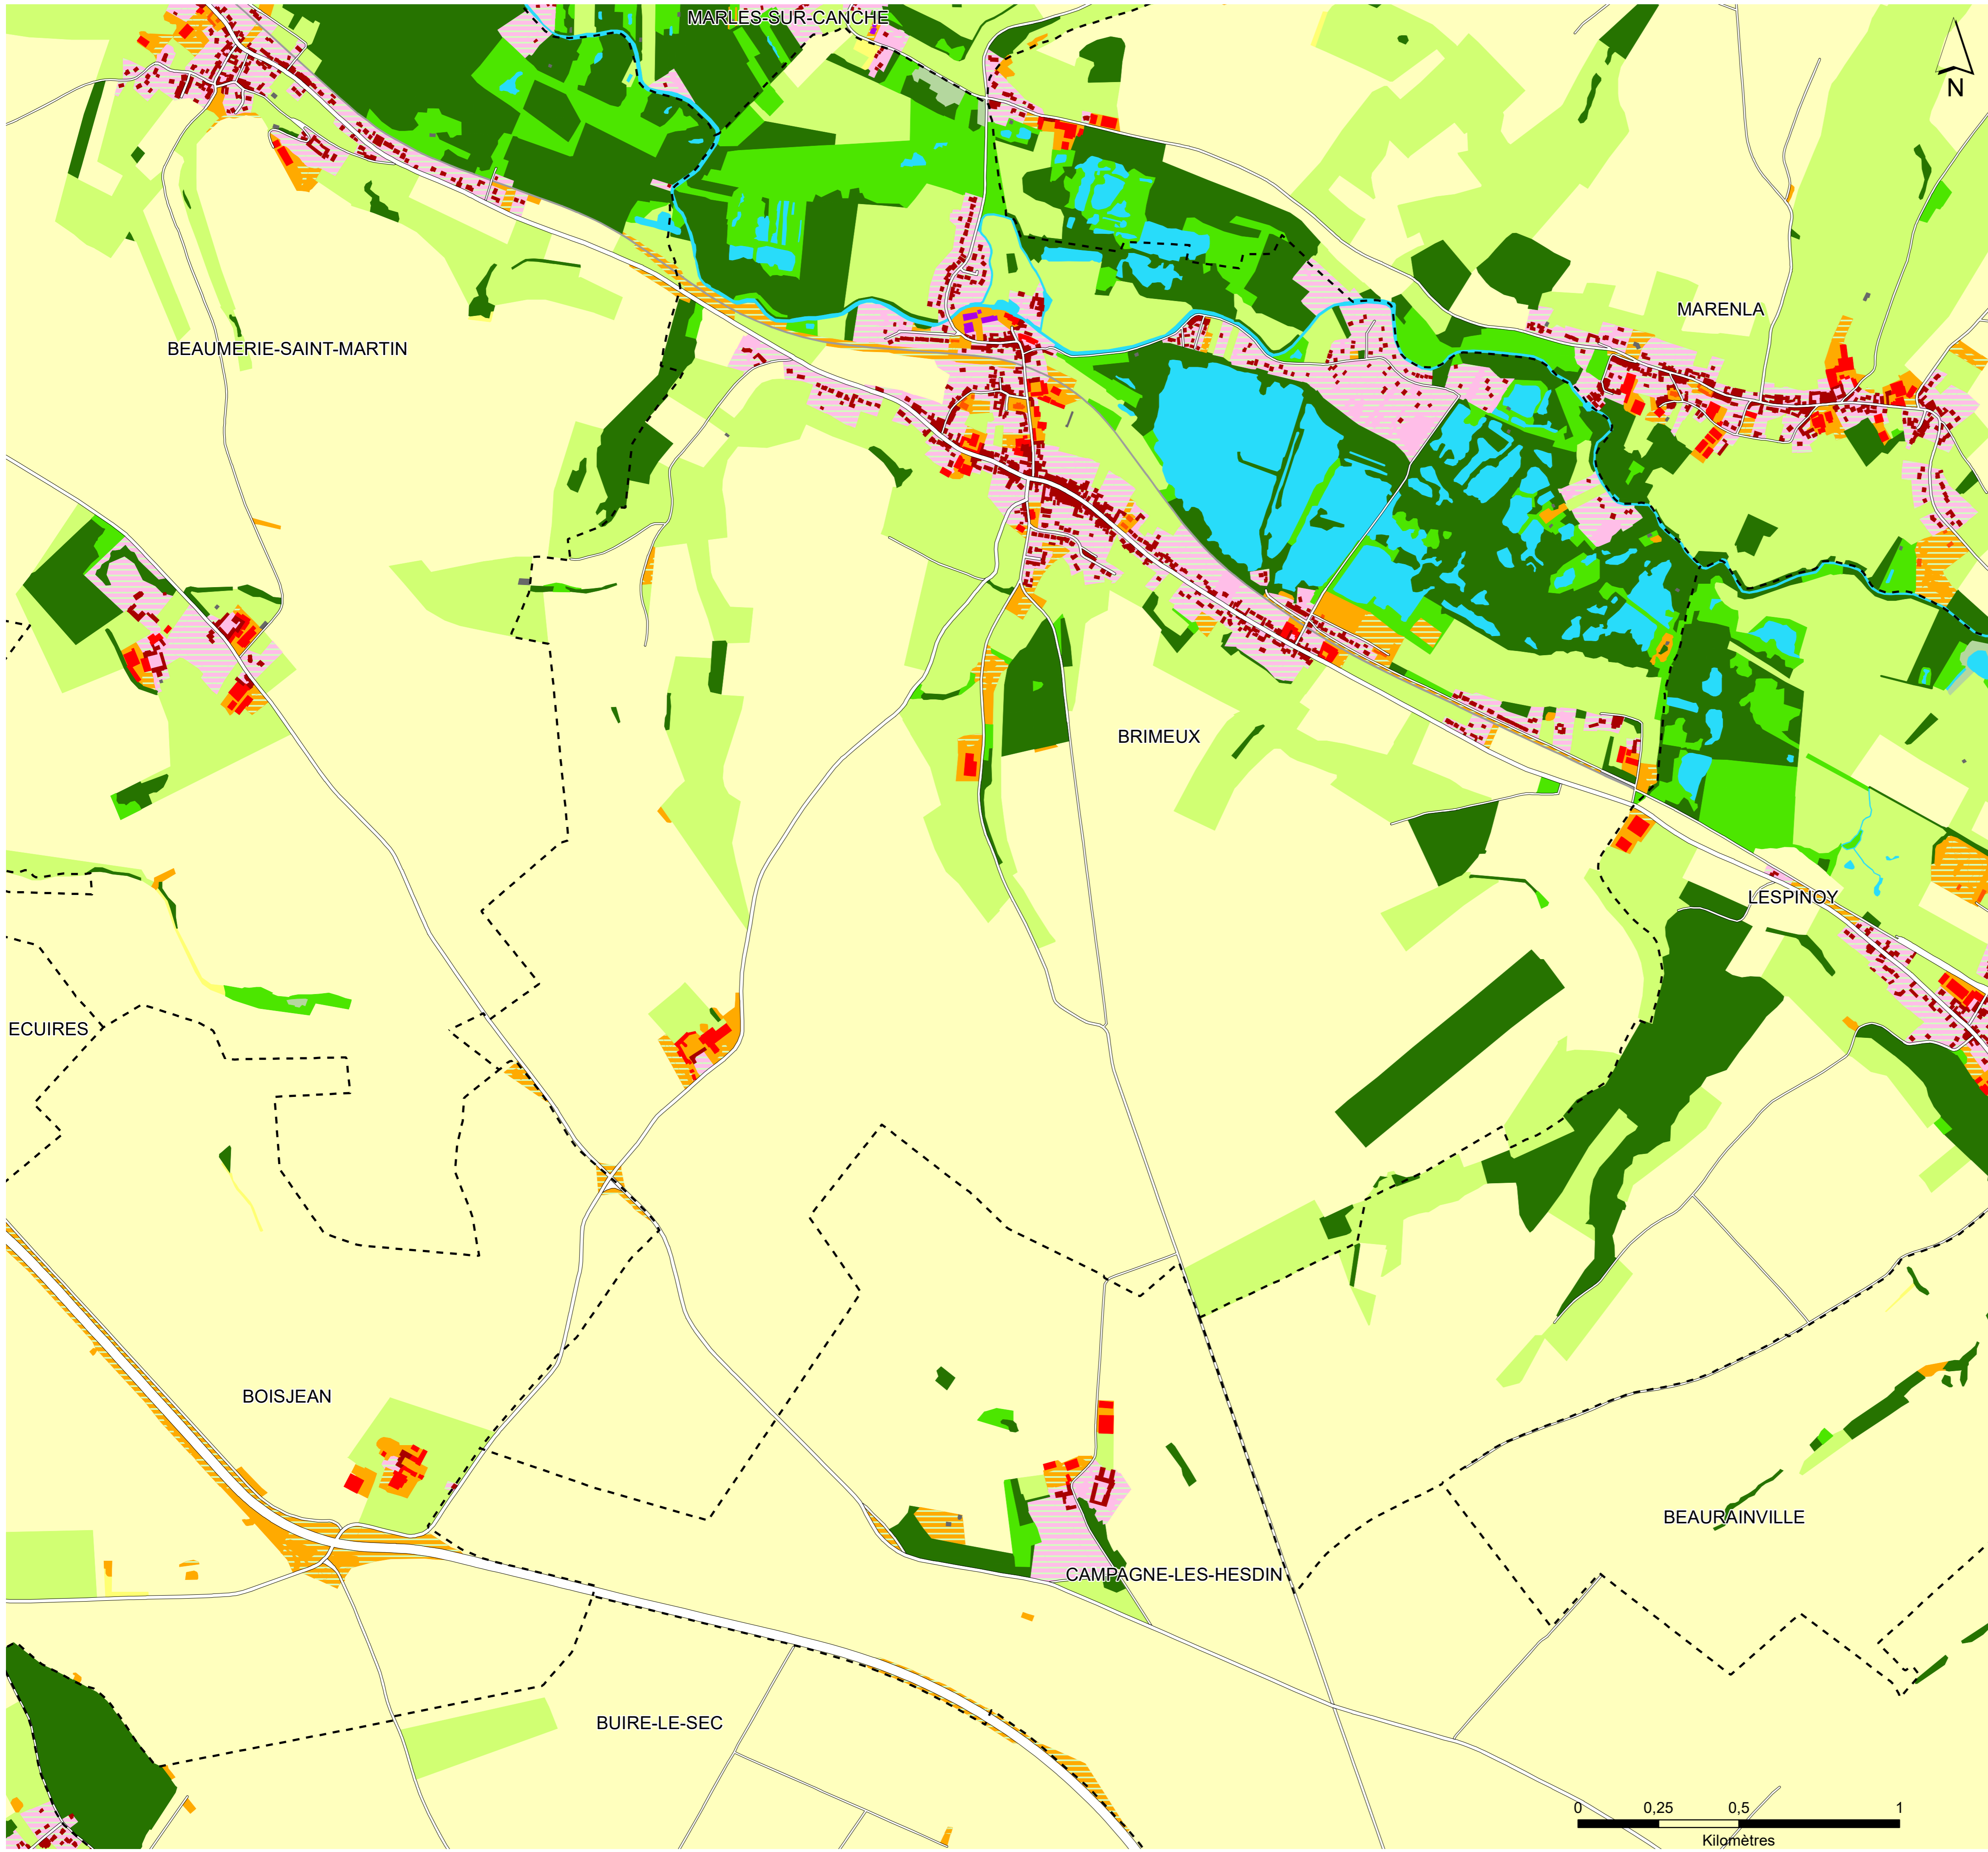 MARLES-SUR-CANCHE
N
MARENLA
BEAUMERIE-SAINT-MARTIN
BRIMEUX
LESPINOY
ECUIRES
BOISJEAN
BEAURAINVILLE
CAMPAGNE-LES-HESDIN
BUIRE-LE-SEC
0 0,25 0,5 1
Kilomètres